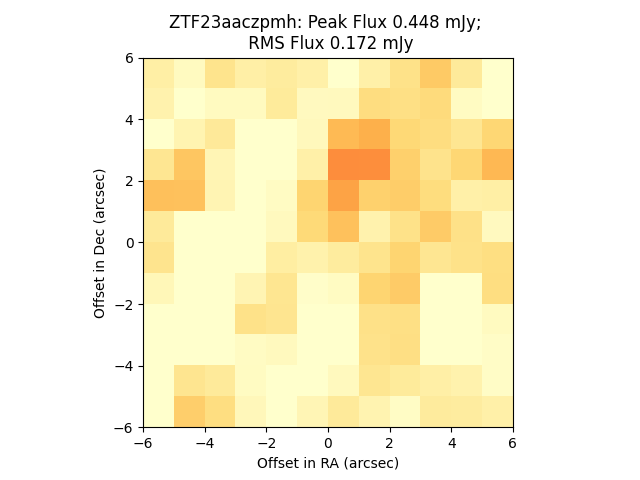 ZTF23aaczpmh: Peak Flux 0.448 mJy;
RMS Flux 0.172 mJy
6
4
2
0
−2
−4
−6
Offset in Dec (arcsec)
−6 −4 −2 0 2 4 6
Offset in RA (arcsec)